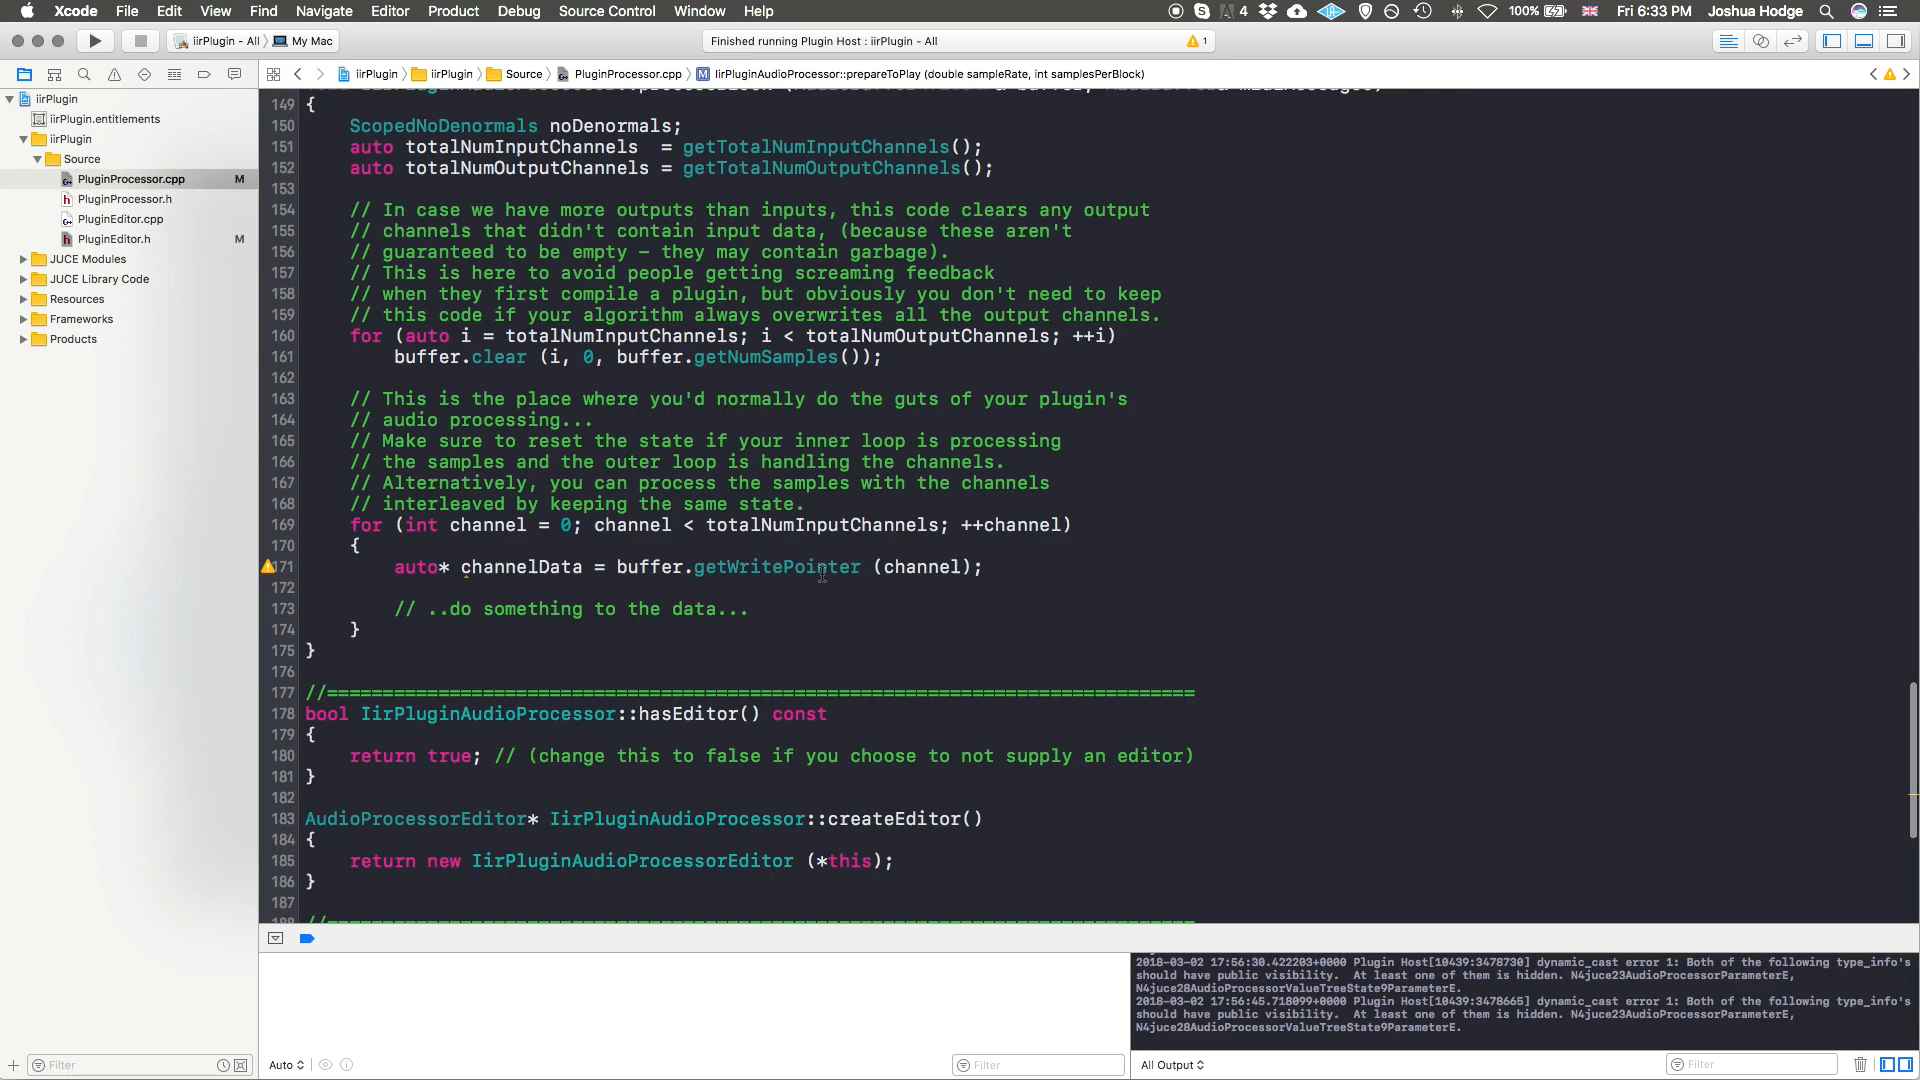 Xcode File Edit View Find Navigate Editor Product Debug Source Control Window Help 4 100% Fri 6:33 PM Joshua Hodge
iirPlugin - All My Mac Finished running Plugin Host : iirPlugin - All 1
iirPlugin iirPlugin Source PluginProcessor.cpp IirPluginAudioProcessor::prepareToPlay (double sampleRate, int samplesPerBlock)
iirPlugin
iirPlugin.entitlements
iirPlugin
Source
PluginProcessor.cpp M
PluginProcessor.h
PluginEditor.cpp
PluginEditor.h M
JUCE Modules
JUCE Library Code
Resources
Frameworks
Products
149 {
150 ScopedNoDenormals noDenormals;
151 auto totalNumInputChannels  = getTotalNumInputChannels();
152 auto totalNumOutputChannels = getTotalNumOutputChannels();
153
154 // In case we have more outputs than inputs, this code clears any output
155 // channels that didn't contain input data, (because these aren't
156 // guaranteed to be empty - they may contain garbage).
157 // This is here to avoid people getting screaming feedback
158 // when they first compile a plugin, but obviously you don't need to keep
159 // this code if your algorithm always overwrites all the output channels.
160 for (auto i = totalNumInputChannels; i < totalNumOutputChannels; ++i)
161 buffer.clear (i, 0, buffer.getNumSamples());
162
163 // This is the place where you'd normally do the guts of your plugin's
164 // audio processing...
165 // Make sure to reset the state if your inner loop is processing
166 // the samples and the outer loop is handling the channels.
167 // Alternatively, you can process the samples with the channels
168 // interleaved by keeping the same state.
169 for (int channel = 0; channel < totalNumInputChannels; ++channel)
170 {
171 auto* channelData = buffer.getWritePointer (channel);
172
173 // ..do something to the data...
174 }
175 }
176
177 //==============================================================================
178 bool IirPluginAudioProcessor::hasEditor() const
179 {
180 return true; // (change this to false if you choose to not supply an editor)
181 }
182
183 AudioProcessorEditor* IirPluginAudioProcessor::createEditor()
184 {
185 return new IirPluginAudioProcessorEditor (*this);
186 }
187
2018-03-02 17:56:30.422203+0000 Plugin Host[10439:3478730] dynamic_cast error 1: Both of the following type_info's
should have public visibility.  At least one of them is hidden. N4juce23AudioProcessorParameterE,
N4juce28AudioProcessorValueTreeState9ParameterE.
2018-03-02 17:56:45.718099+0000 Plugin Host[10439:3478665] dynamic_cast error 1: Both of the following type_info's
should have public visibility.  At least one of them is hidden. N4juce23AudioProcessorParameterE,
N4juce28AudioProcessorValueTreeState9ParameterE.
Filter Auto Filter All Output Filter